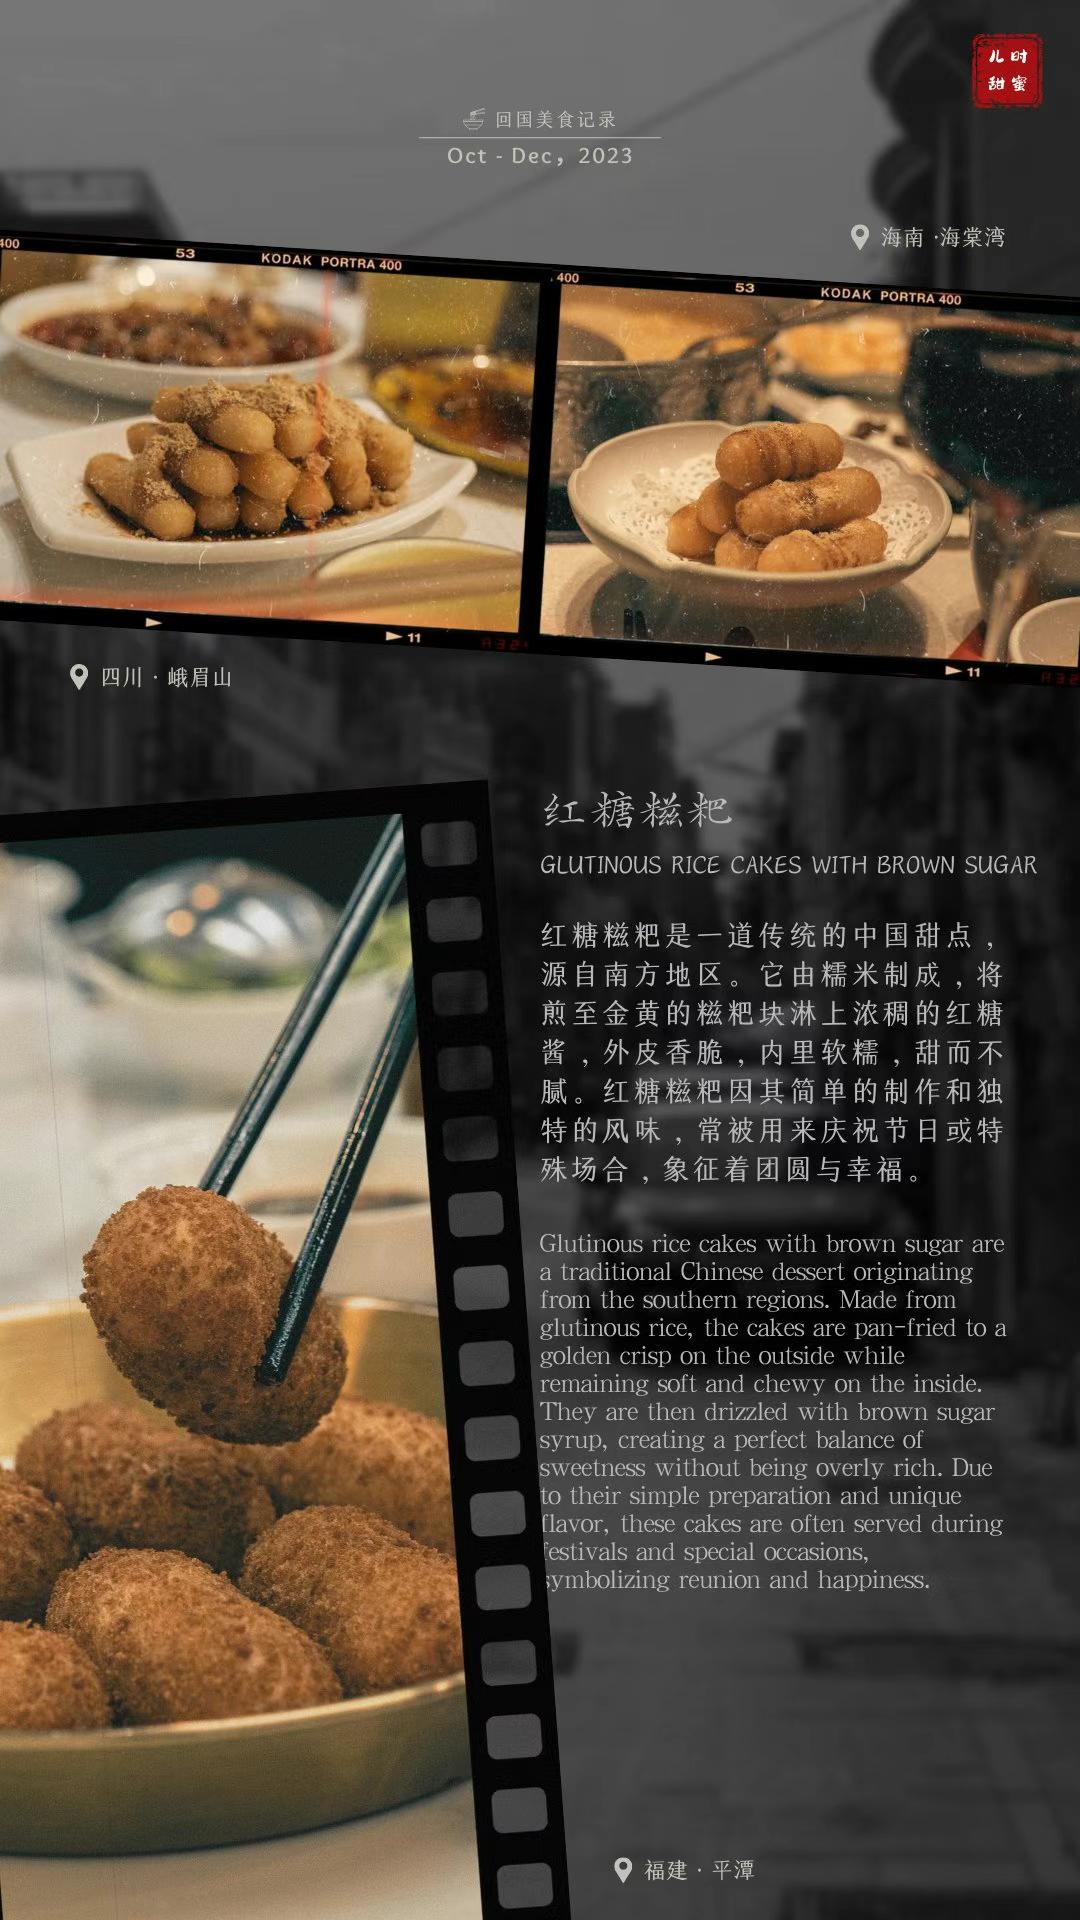 儿时
甜蜜
回国美食记录
Oct - Dec, 2023
海南 · 海棠湾
400
53
KODAK PORTRA 400
400
53
KODAK PORTRA 400
11
11
四川 · 峨眉山
红糖糍粑
GLUTINOUS RICE CAKES WITH BROWN SUGAR
红糖糍粑是一道传统的中国甜点，
源自南方地区。它由糯米制成，将
煎至金黄的糍粑块淋上浓稠的红糖
酱，外皮香脆，内里软糯，甜而不
腻。红糖糍粑因其简单的制作和独
特的风味，常被用来庆祝节日或特
殊场合，象征着团圆与幸福。
Glutinous rice cakes with brown sugar are
a traditional Chinese dessert originating
from the southern regions. Made from
glutinous rice, the cakes are pan-fried to a
golden crisp on the outside while
remaining soft and chewy on the inside.
They are then drizzled with brown sugar
syrup, creating a perfect balance of
sweetness without being overly rich. Due
to their simple preparation and unique
flavor, these cakes are often served during
festivals and special occasions,
symbolizing reunion and happiness.
福建 · 平潭